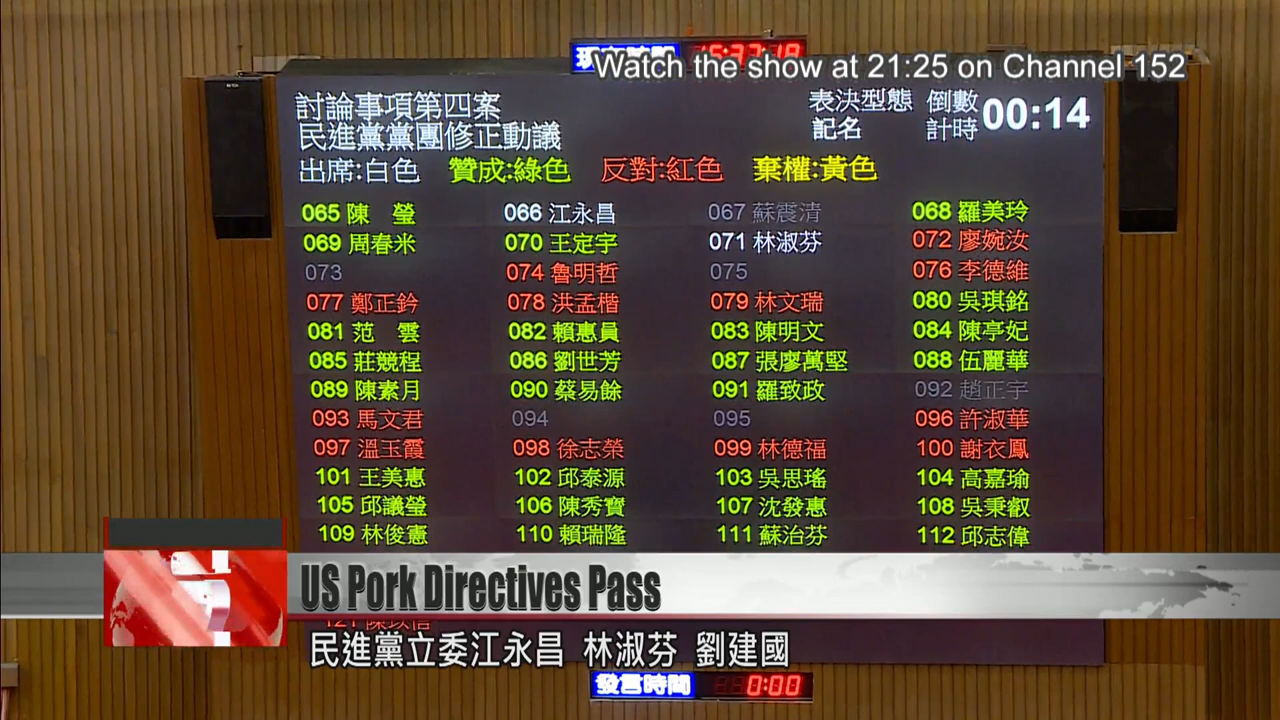 現在時間 15:37:18
Watch the show at 21:25 on Channel 152
討論事項第四案
民進黨黨團修正動議
表決型態 記名
倒數計時 00:14
出席:白色 贊成:綠色 反對:紅色 棄權:黃色
065 陳 瑩 066 江永昌 067 蘇震清 068 羅美玲
069 周春米 070 王定宇 071 林淑芬 072 廖婉汝
073 074 魯明哲 075 076 李德維
077 鄭正鈐 078 洪孟楷 079 林文瑞 080 吳琪銘
081 范 雲 082 賴惠員 083 陳明文 084 陳亭妃
085 莊競程 086 劉世芳 087 張廖萬堅 088 伍麗華
089 陳素月 090 蔡易餘 091 羅致政 092 趙正宇
093 馬文君 094 095 096 許淑華
097 溫玉霞 098 徐志榮 099 林德福 100 謝衣鳳
101 王美惠 102 邱泰源 103 吳思瑤 104 高嘉瑜
105 邱議瑩 106 陳秀寶 107 沈發惠 108 吳秉叡
109 林俊憲 110 賴瑞隆 111 蘇治芬 112 邱志偉
US Pork Directives Pass
民進黨立委江永昌 林淑芬 劉建國
發言時間 0:00